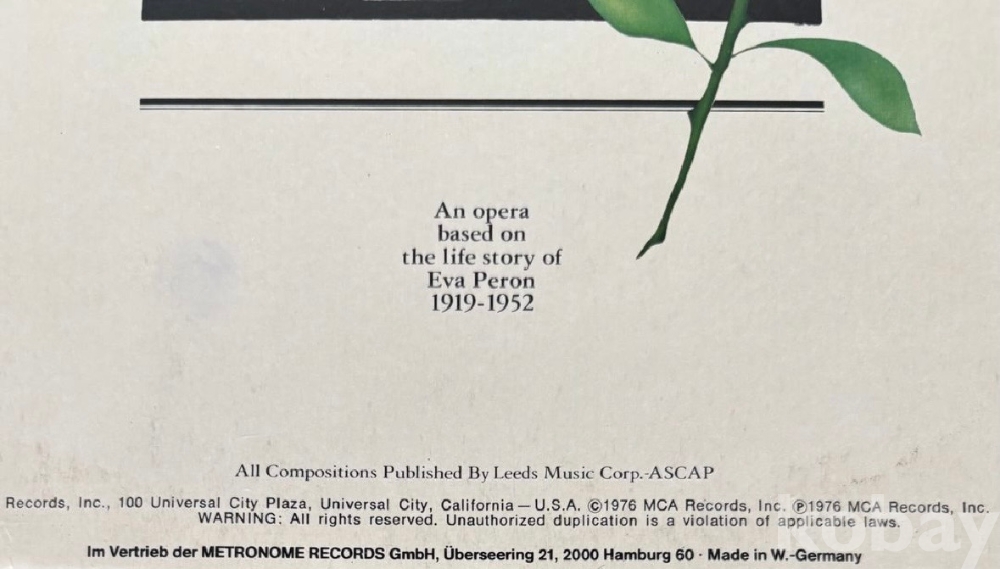 An opera
based on
the life story of
Eva Peron
1919-1952
All Compositions Published By Leeds Music Corp.-ASCAP
Records, Inc., 100 Universal City Plaza, Universal City, California — U.S.A. ©1976 MCA Records, Inc. ℗1976 MCA Records, Inc.
WARNING: All rights reserved. Unauthorized duplication is a violation of applicable laws.
Im Vertrieb der METRONOME RECORDS GmbH, Überseering 21, 2000 Hamburg 60 · Made in W.-Germany
kobay